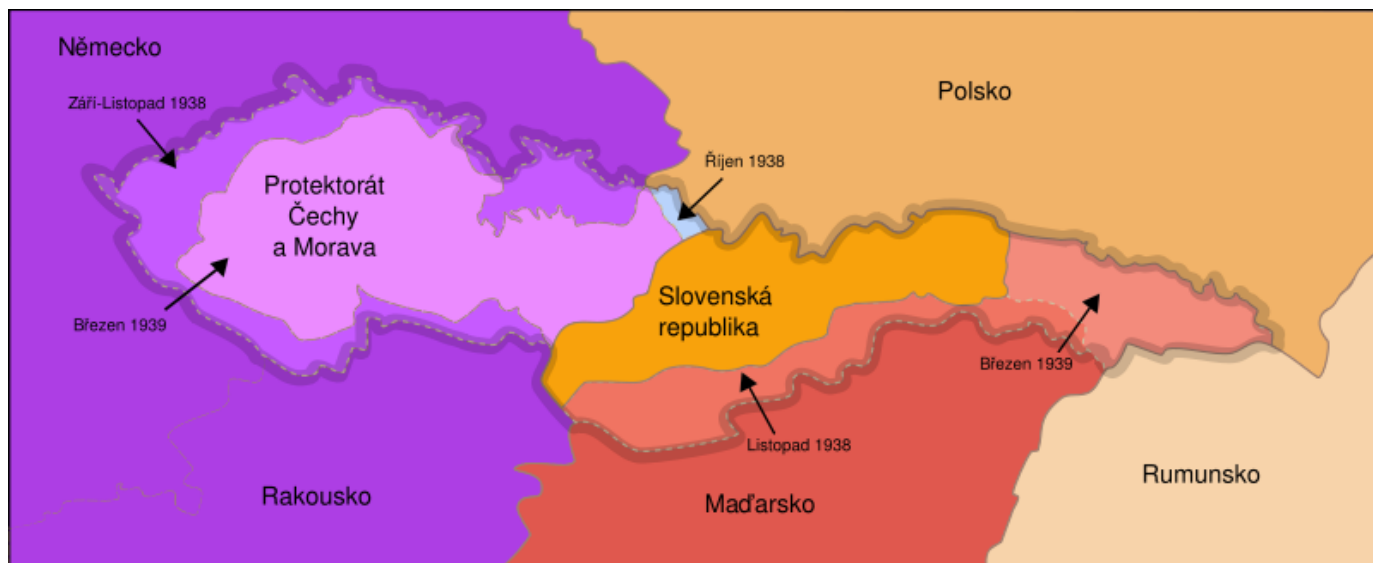 Německo
Září-Listopad 1938
Polsko
Říjen 1938
Protektorát
Čechy
a Morava
Slovenská
republika
Březen 1939
Březen 1939
Listopad 1938
Rakousko
Maďarsko
Rumunsko